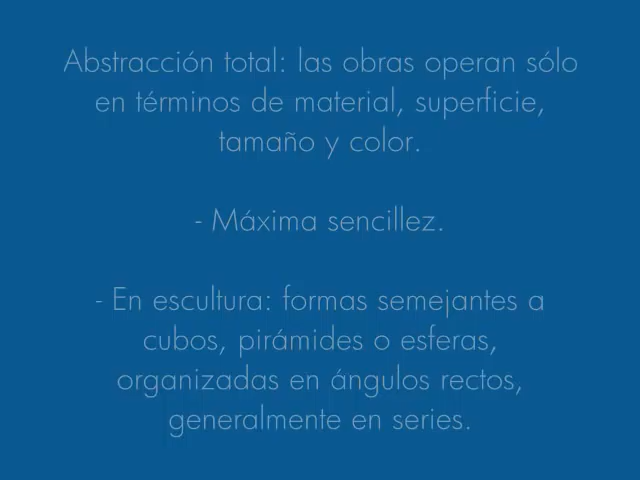 Abstracción total: las obras operan sólo
en términos de material, superficie,
tamaño y color.
- Máxima sencillez.
- En escultura: formas semejantes a
cubos, pirámides o esferas,
organizadas en ángulos rectos,
generalmente en series.